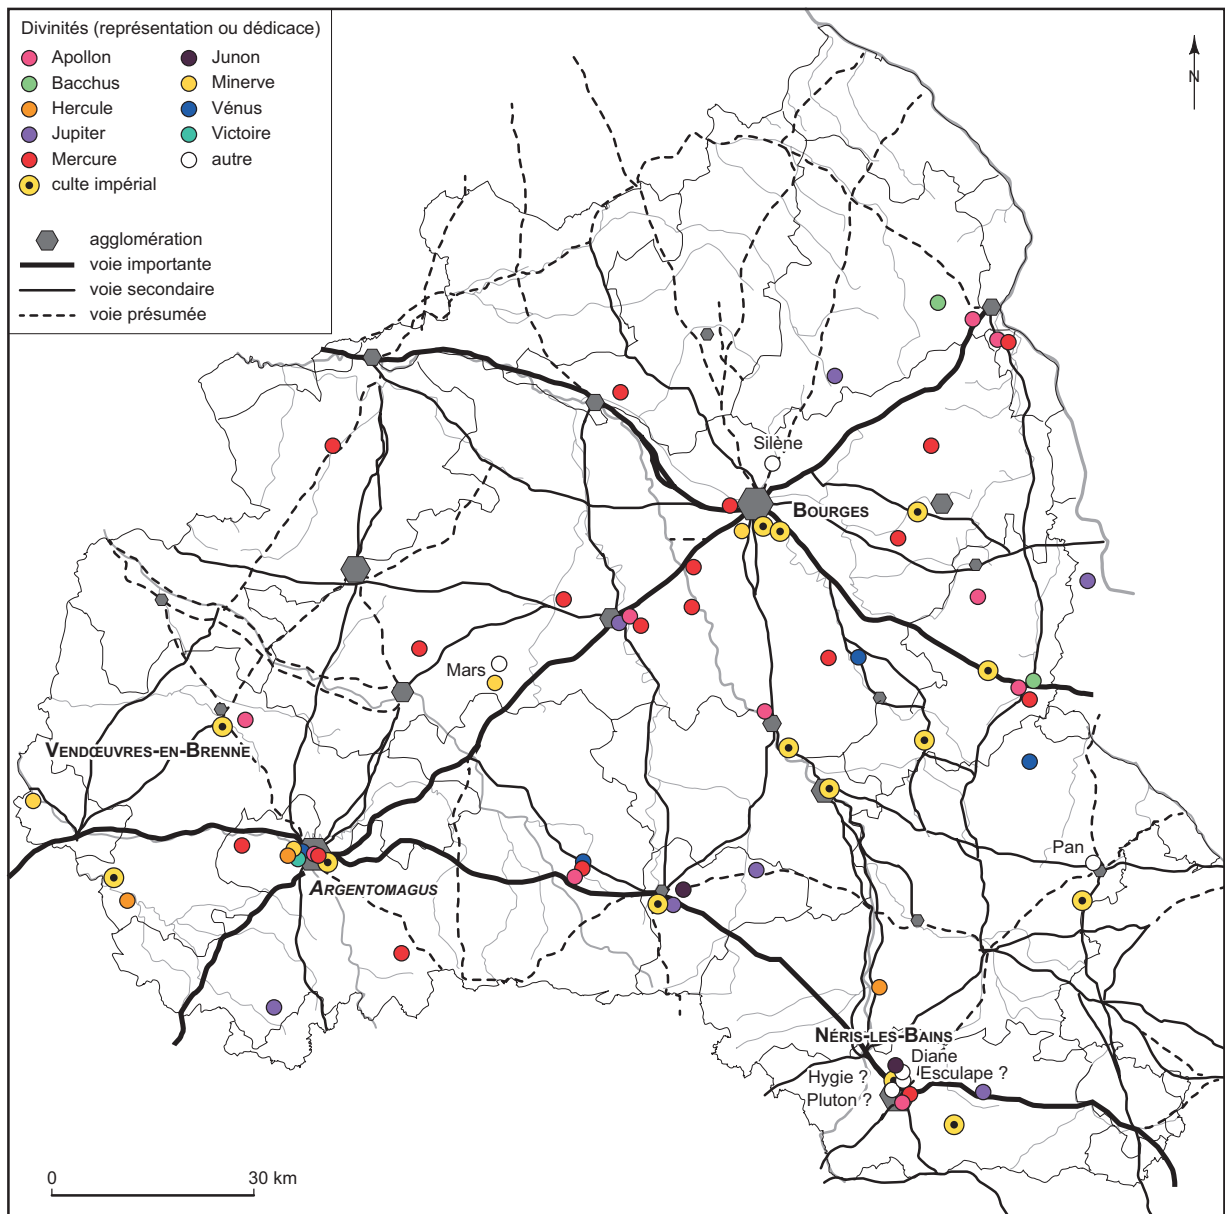 Divinités (représentation ou dédicace)
Apollon
Bacchus
Hercule
Jupiter
Mercure
culte impérial
Junon
Minerve
Vénus
Victoire
autre
agglomération
voie importante
voie secondaire
voie présumée
N
Silène
BOURGES
Mars
VENDŒUVRES-EN-BRENNE
ARGENTOMAGUS
Pan
NÉRIS-LES-BAINS
Diane
Hygie ?
Esculape ?
Pluton ?
0 30 km